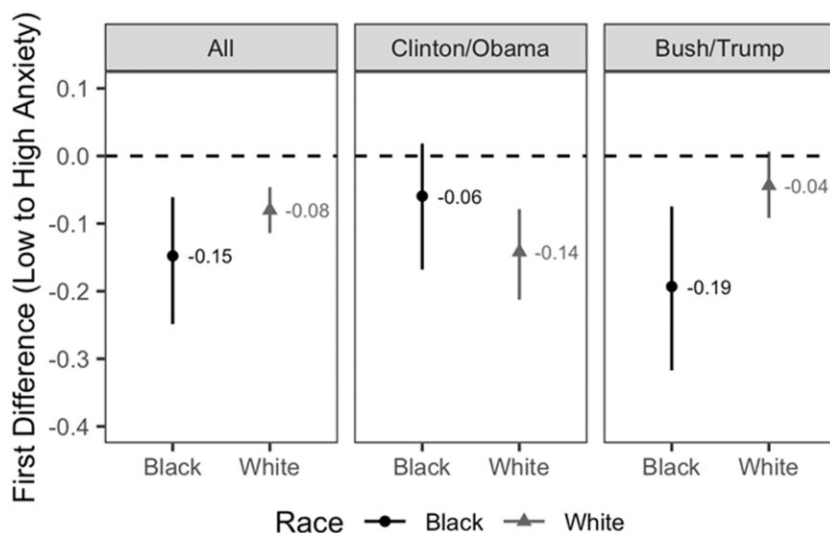 First Difference (Low to High Anxiety)
All
Clinton/Obama
Bush/Trump
0.1
0.0
-0.1
-0.2
-0.3
-0.4
-0.15
-0.08
-0.06
-0.14
-0.19
-0.04
Black White
Black White
Black White
Race Black White